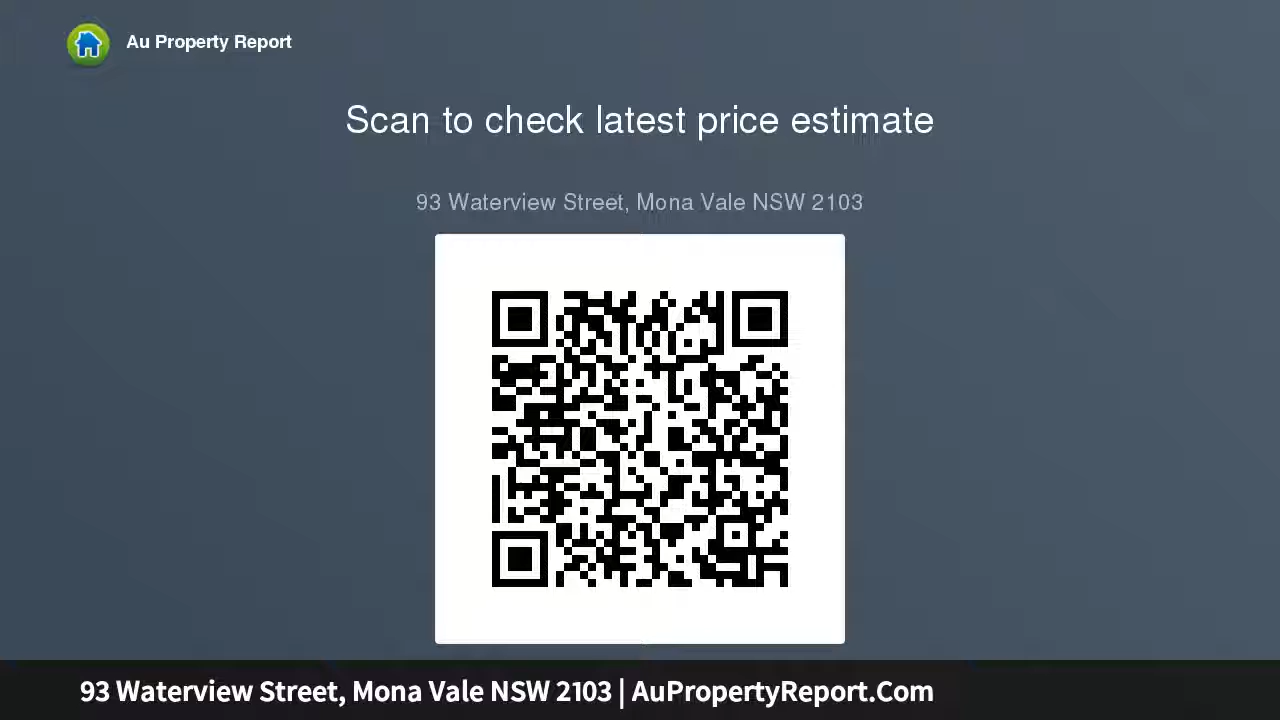 Au Property Report
Scan to check latest price estimate
93 Waterview Street, Mona Vale NSW 2103
93 Waterview Street, Mona Vale NSW 2103 | AuPropertyReport.Com